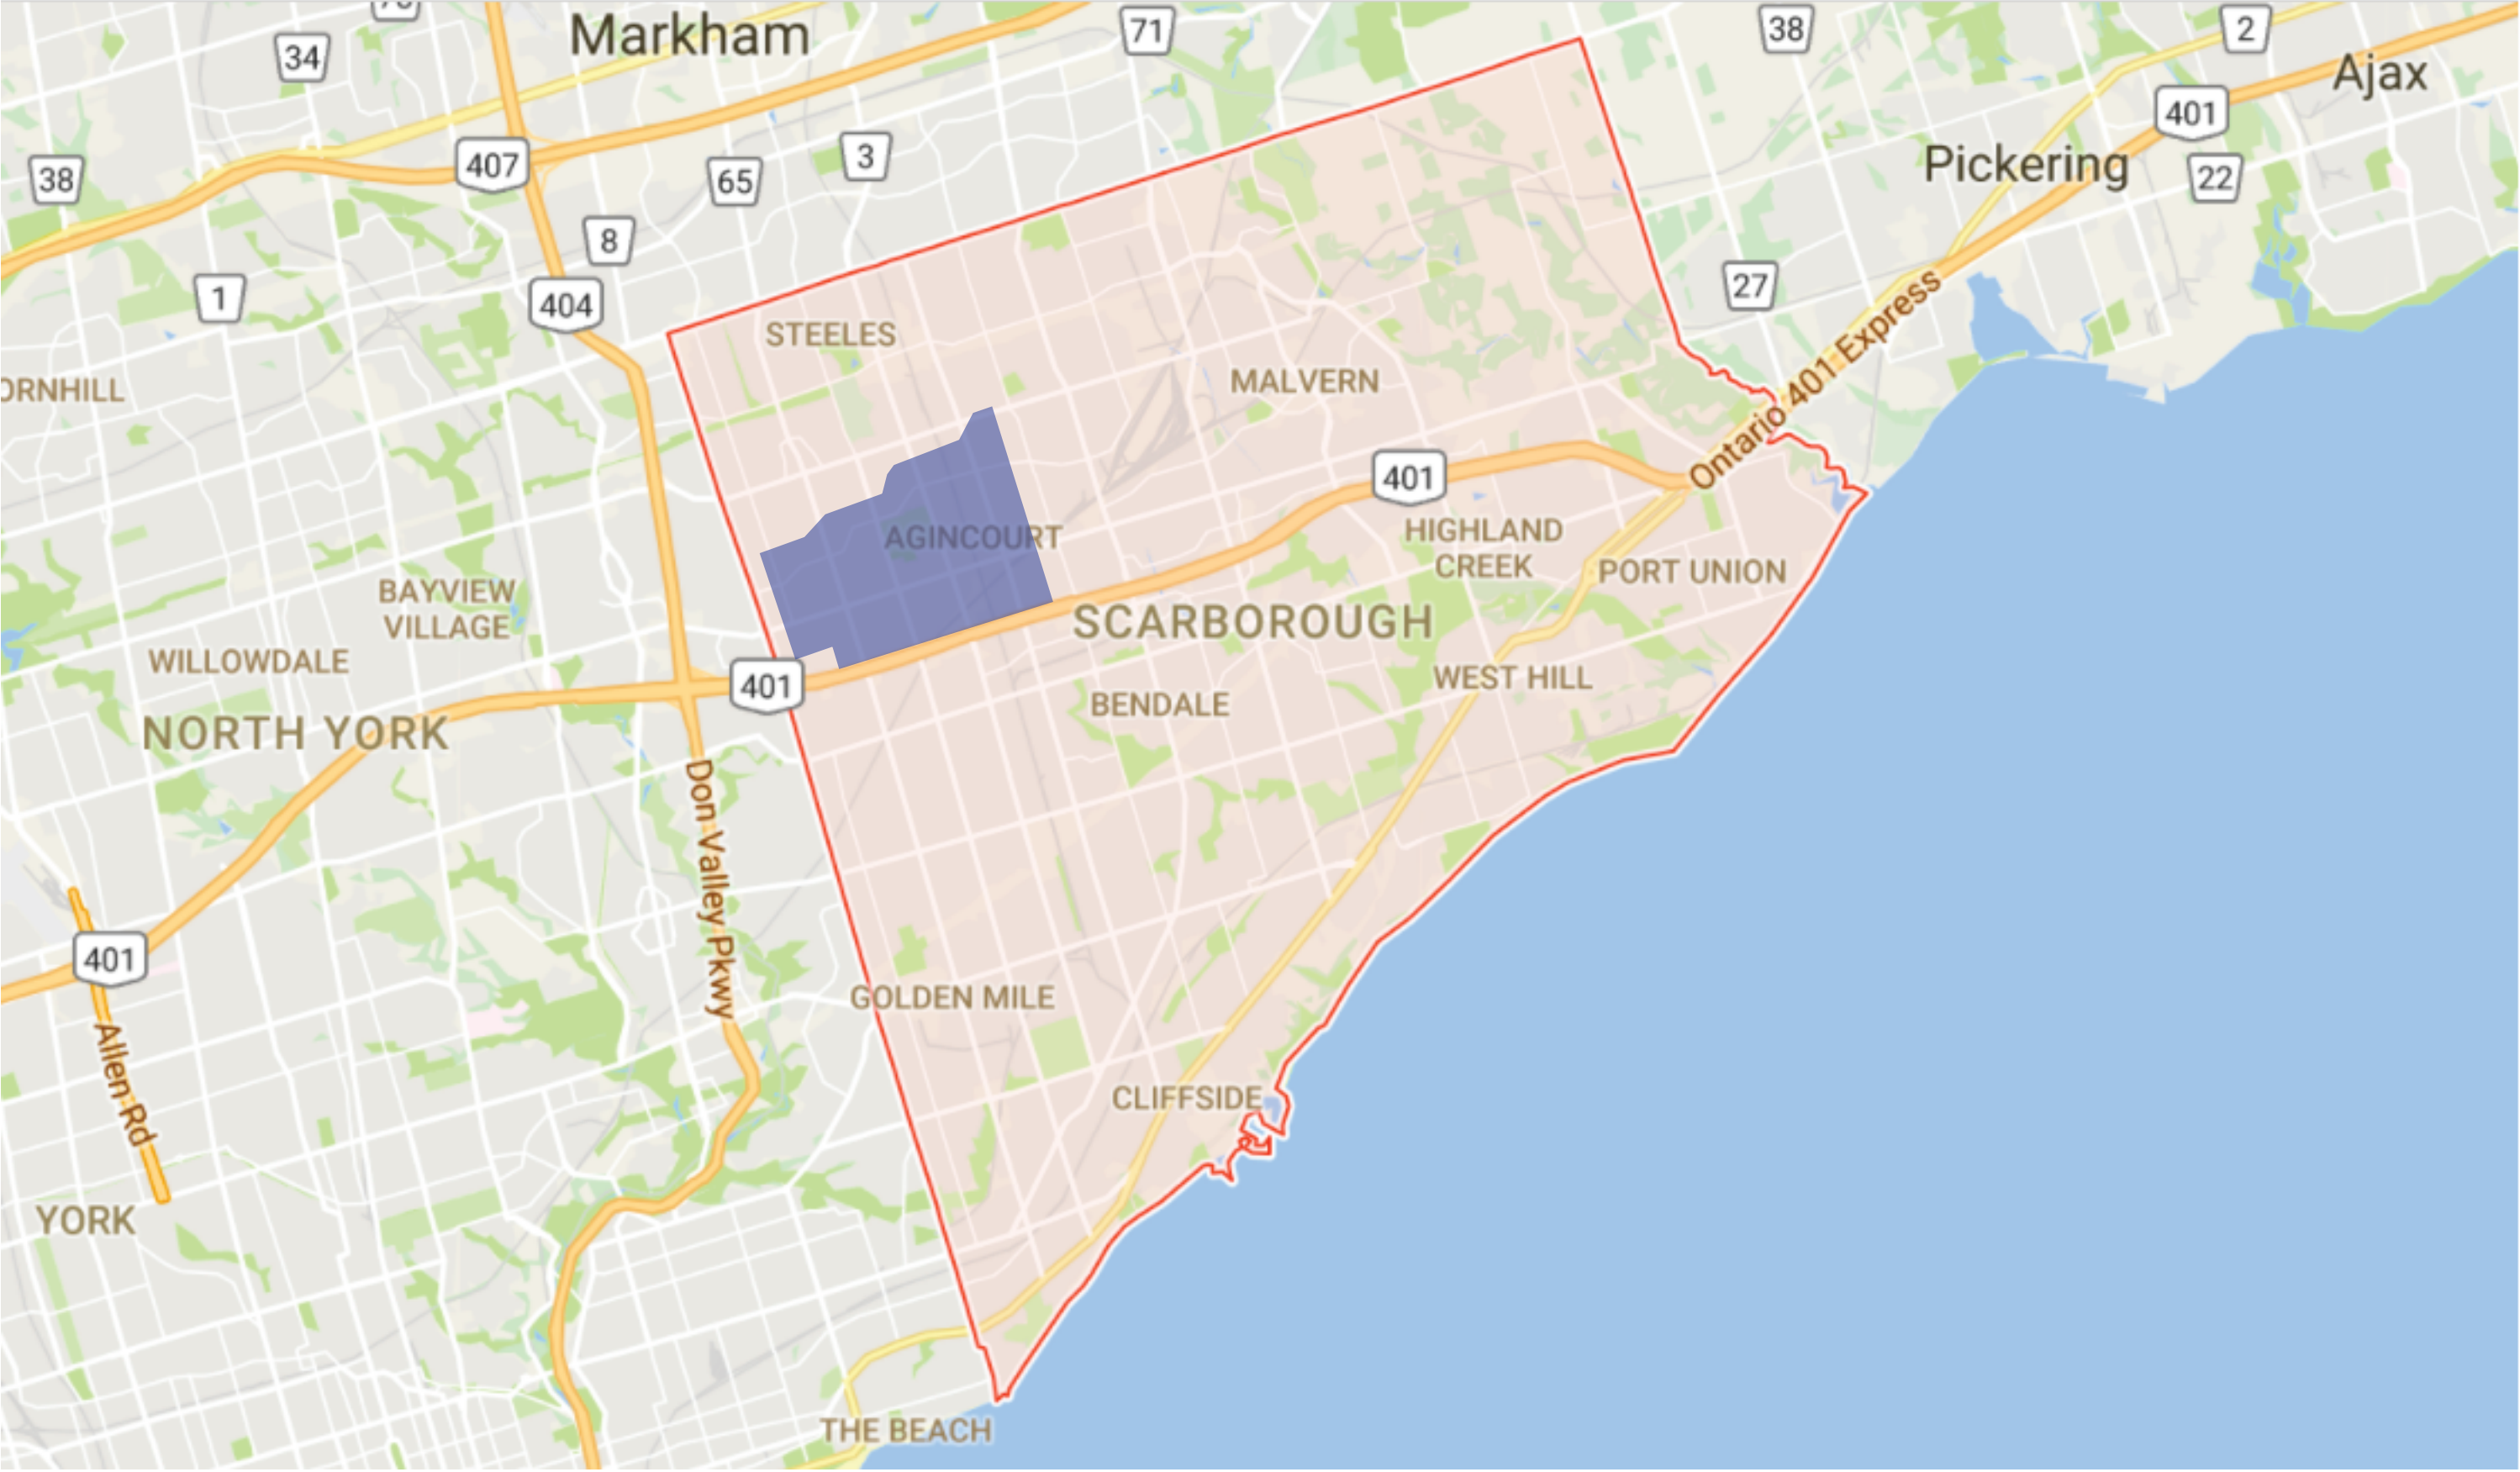 Markham
71
38
2
34
Ajax
401
407
3
Pickering
38
65
22
8
1
404
27
STEELES
MALVERN
ORNHILL
Ontario 401 Express
401
AGINCOURT
HIGHLAND
CREEK
PORT UNION
BAYVIEW
VILLAGE
SCARBOROUGH
WILLOWDALE
401
WEST HILL
BENDALE
NORTH YORK
Don Valley Pkwy
401
GOLDEN MILE
Allen Rd
CLIFFSIDE
YORK
THE BEACH